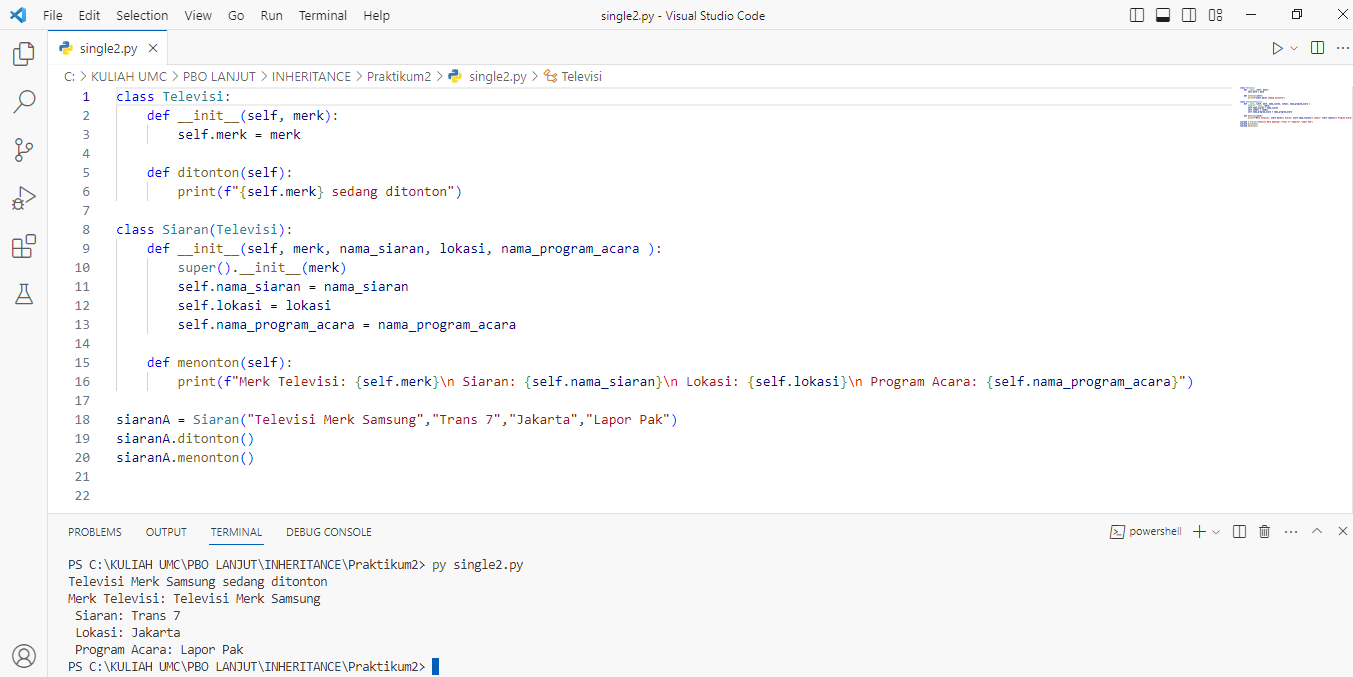 File Edit Selection View Go Run Terminal Help single2.py - Visual Studio Code
single2.py
C: > KULIAH UMC > PBO LANJUT > INHERITANCE > Praktikum2 > single2.py > Televisi
1 class Televisi:
2     def __init__(self, merk):
3         self.merk = merk
4
5     def ditonton(self):
6         print(f"{self.merk} sedang ditonton")
7
8 class Siaran(Televisi):
9     def __init__(self, merk, nama_siaran, lokasi, nama_program_acara ):
10         super().__init__(merk)
11         self.nama_siaran = nama_siaran
12         self.lokasi = lokasi
13         self.nama_program_acara = nama_program_acara
14
15     def menonton(self):
16         print(f"Merk Televisi: {self.merk}\n Siaran: {self.nama_siaran}\n Lokasi: {self.lokasi}\n Program Acara: {self.nama_program_acara}")
17
18 siaranA = Siaran("Televisi Merk Samsung","Trans 7","Jakarta","Lapor Pak")
19 siaranA.ditonton()
20 siaranA.menonton()
21
22
PROBLEMS OUTPUT TERMINAL DEBUG CONSOLE powershell
PS C:\KULIAH UMC\PBO LANJUT\INHERITANCE\Praktikum2> py single2.py
Televisi Merk Samsung sedang ditonton
Merk Televisi: Televisi Merk Samsung
 Siaran: Trans 7
 Lokasi: Jakarta
 Program Acara: Lapor Pak
PS C:\KULIAH UMC\PBO LANJUT\INHERITANCE\Praktikum2>